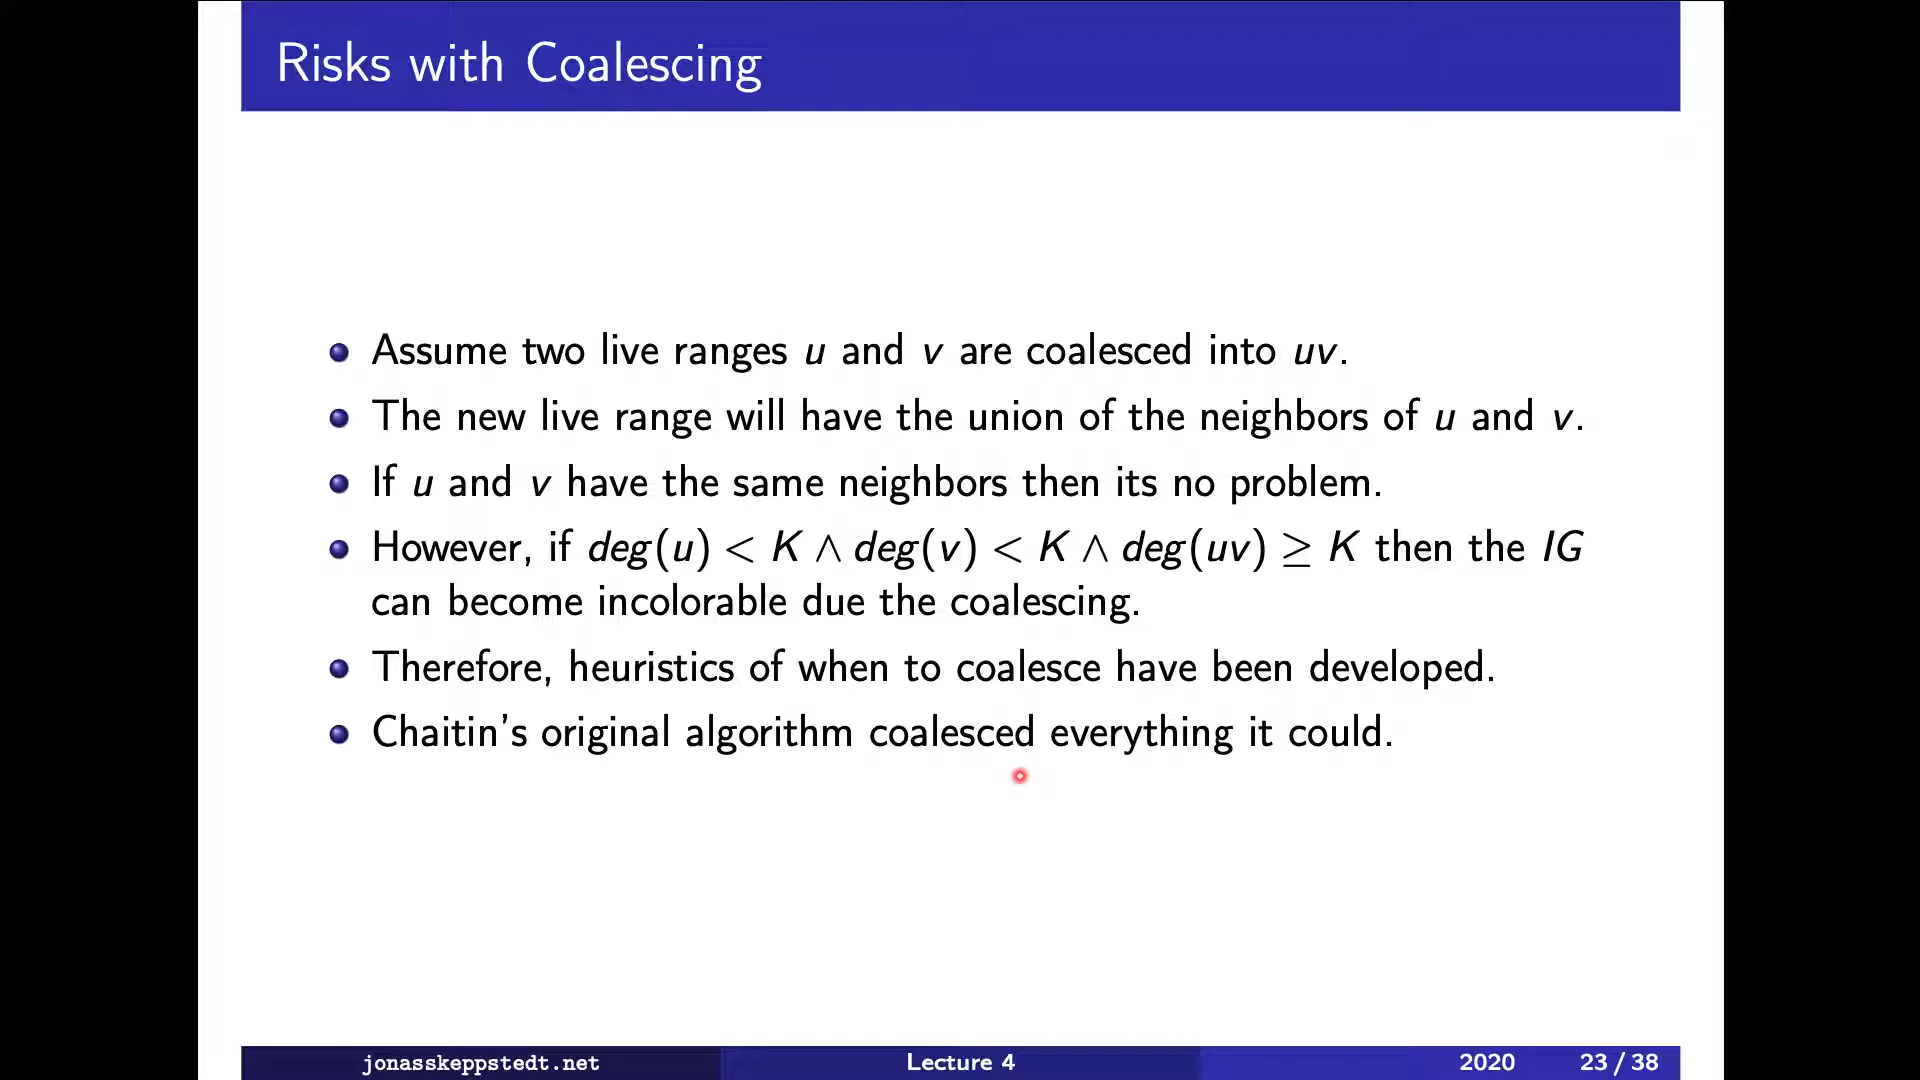 Risks with Coalescing
Assume two live ranges u and v are coalesced into uv.
The new live range will have the union of the neighbors of u and v.
If u and v have the same neighbors then its no problem.
However, if deg(u) < K ∧ deg(v) < K ∧ deg(uv) ≥ K then the IG
can become incolorable due the coalescing.
Therefore, heuristics of when to coalesce have been developed.
Chaitin's original algorithm coalesced everything it could.
jonasskeppstedt.net Lecture 4 2020 23 / 38